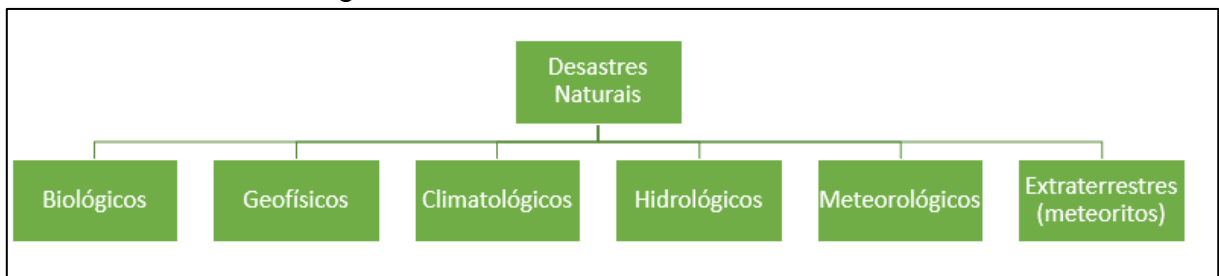 Desastres
Naturais
Biológicos
Geofísicos
Climatológicos
Hidrológicos
Meteorológicos
Extraterrestres
(meteoritos)